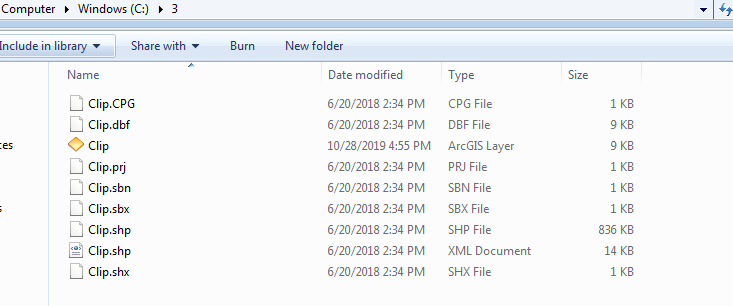 Computer ▸ Windows (C:) ▸ 3
Include in library Share with Burn New folder
Name Date modified Type Size
Clip.CPG 6/20/2018 2:34 PM CPG File 1 KB
Clip.dbf 6/20/2018 2:34 PM DBF File 9 KB
Clip 10/28/2019 4:55 PM ArcGIS Layer 9 KB
Clip.prj 6/20/2018 2:34 PM PRJ File 1 KB
Clip.sbn 6/20/2018 2:34 PM SBN File 1 KB
Clip.sbx 6/20/2018 2:34 PM SBX File 1 KB
Clip.shp 6/20/2018 2:34 PM SHP File 836 KB
Clip.shp 6/20/2018 2:34 PM XML Document 14 KB
Clip.shx 6/20/2018 2:34 PM SHX File 1 KB